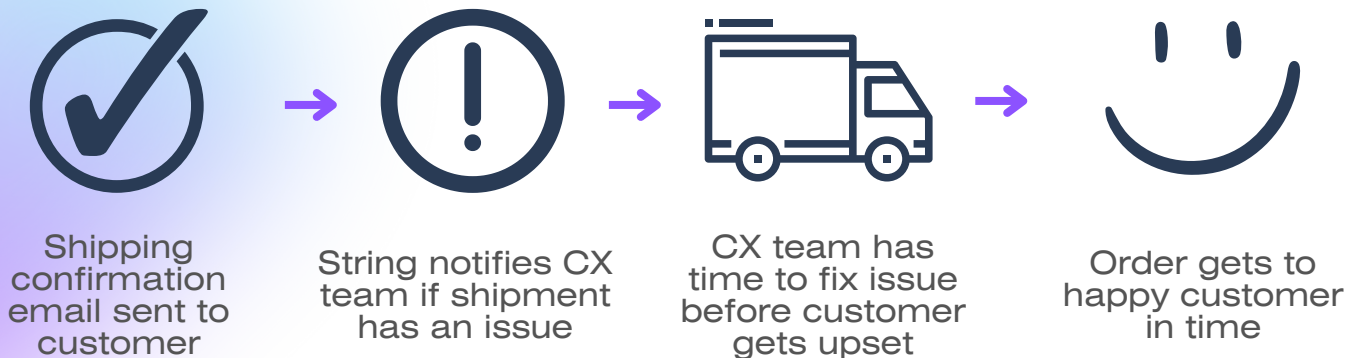 Shipping
confirmation
email sent to
customer
String notifies CX
team if shipment
has an issue
CX team has
time to fix issue
before customer
gets upset
Order gets to
happy customer
in time